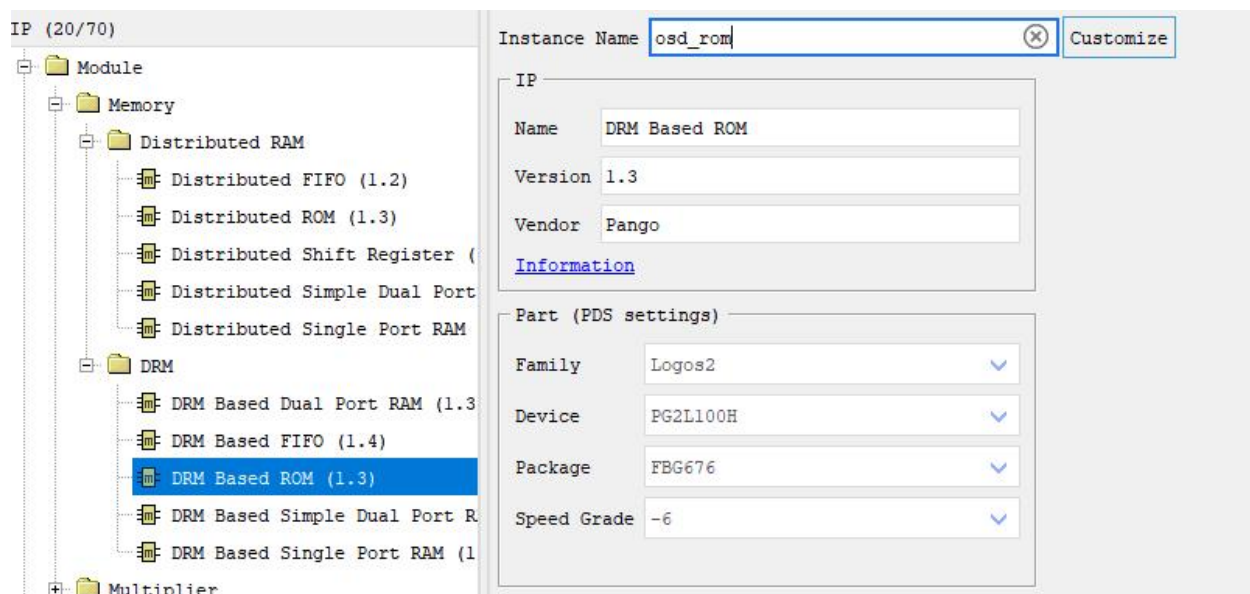 IP (20/70)
Module
Memory
Distributed RAM
Distributed FIFO (1.2)
Distributed ROM (1.3)
Distributed Shift Register (
Distributed Simple Dual Port
Distributed Single Port RAM
DRM
DRM Based Dual Port RAM (1.3
DRM Based FIFO (1.4)
DRM Based ROM (1.3)
DRM Based Simple Dual Port R
DRM Based Single Port RAM (1
Multiplier
Instance Name osd_rom Customize
IP
Name DRM Based ROM
Version 1.3
Vendor Pango
Information
Part (PDS settings)
Family Logos2
Device PG2L100H
Package FBG676
Speed Grade -6